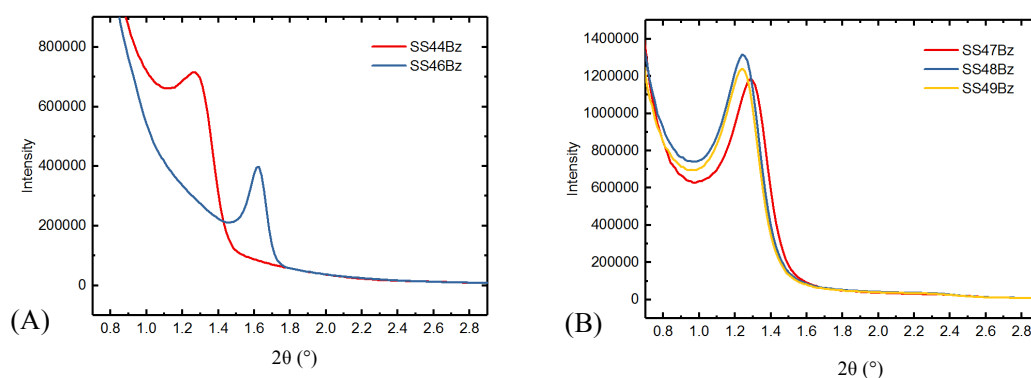 800000
600000
400000
200000
0
Intensity
SS44Bz
SS46Bz
0.8 1.0 1.2 1.4 1.6 1.8 2.0 2.2 2.4 2.6 2.8
2θ (°)
(A)
1400000
1200000
1000000
800000
600000
400000
200000
0
Intensity
SS47Bz
SS48Bz
SS49Bz
0.8 1.0 1.2 1.4 1.6 1.8 2.0 2.2 2.4 2.6 2.8
2θ (°)
(B)